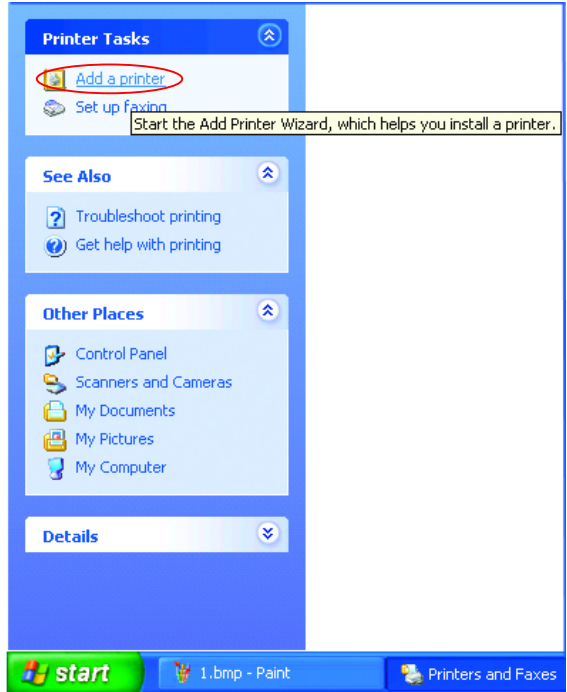 Printer Tasks
Add a printer
Set up faxing
Start the Add Printer Wizard, which helps you install a printer.
See Also
Troubleshoot printing
Get help with printing
Other Places
Control Panel
Scanners and Cameras
My Documents
My Pictures
My Computer
Details
start
1.bmp - Paint
Printers and Faxes